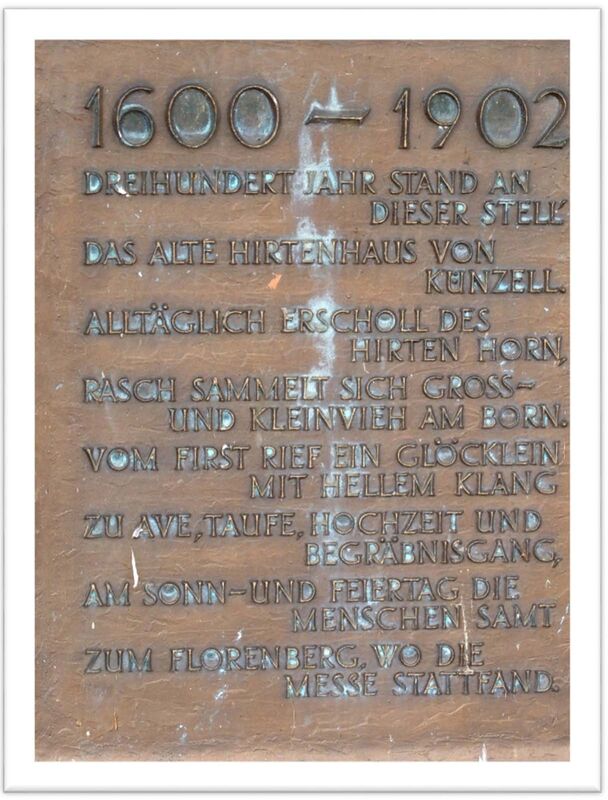 1600 – 1902
DREIHUNDERT JAHR STAND AN
DIESER STELL'
DAS ALTE HIRTENHAUS VON
KÜNZELL.
ALLTÄGLICH ERSCHOLL DES
HIRTEN HORN,
RASCH SAMMELT SICH GROSS-
UND KLEINVIEH AM BORN.
VOM FIRST RIEF EIN GLÖCKLEIN
MIT HELLEM KLANG
ZU AVE, TAUFE, HOCHZEIT UND
BEGRÄBNISGANG,
AM SONN-UND FEIERTAG DIE
MENSCHEN SAMT
ZUM FLORENBERG, WO DIE
MESSE STATTFAND.